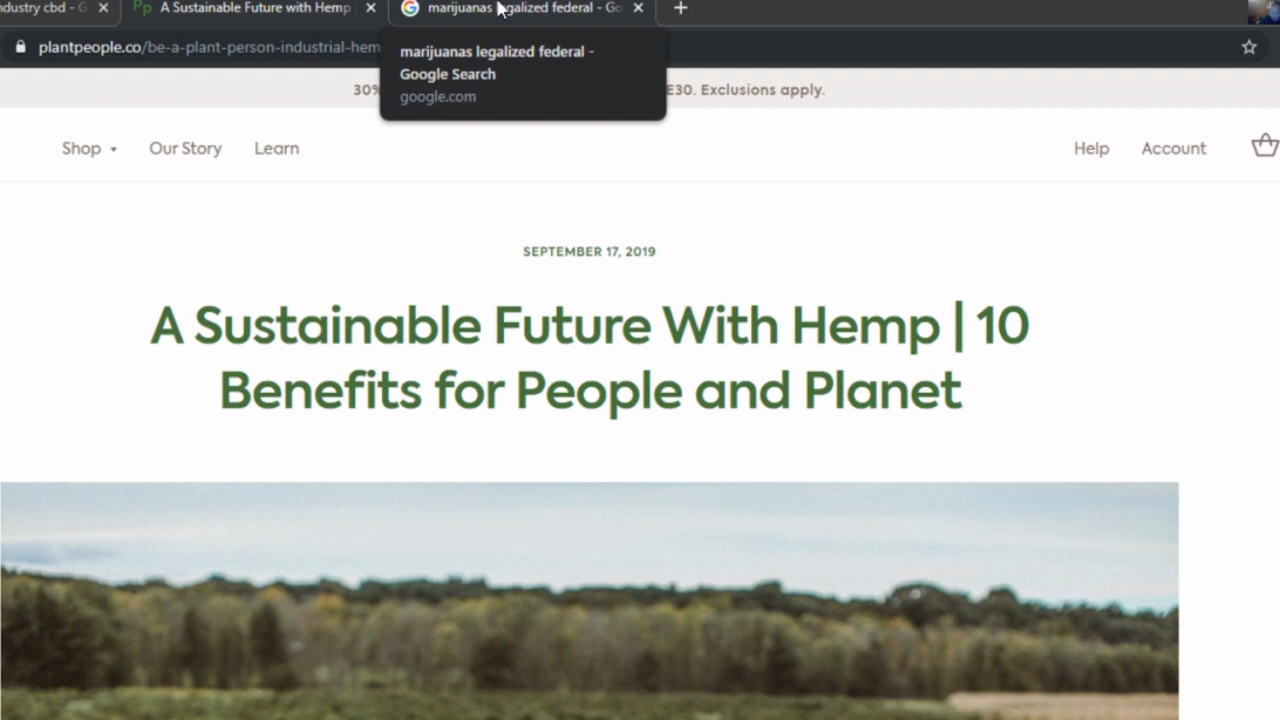 ndustry cbd - G
Pp A Sustainable Future with Hemp
marijuanas legalized federal - Go
plantpeople.co/be-a-plant-person-industrial-hem
marijuanas legalized federal -
Google Search
google.com
30%
E30. Exclusions apply.
Shop
Our Story
Learn
Help
Account
SEPTEMBER 17, 2019
A Sustainable Future With Hemp | 10
Benefits for People and Planet